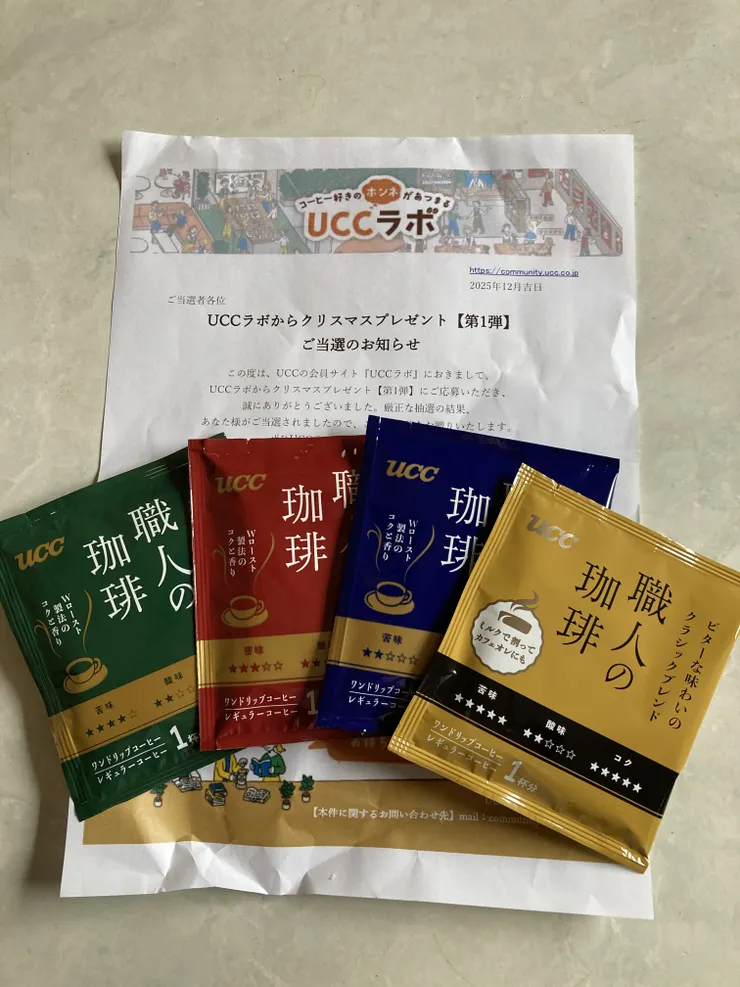 コーヒー好きのホンネがあつまる
UCCラボ
https://community.ucc.co.jp
2025年12月吉日
ご当選者各位
UCCラボからクリスマスプレゼント【第1弾】
ご当選のお知らせ
この度は、UCCの会員サイト『UCCラボ』におきまして、
UCCラボからクリスマスプレゼント【第1弾】にご応募いただき、
誠にありがとうございました。厳正な抽選の結果、
あなた様がご当選されましたので、
お贈りいたします。
UCC
職人の
珈琲
Wロースト
製法の
コクと香り
苦味
★★★★☆
酸味
★★☆
ワンドリップコーヒー
レギュラーコーヒー
1杯
UCC
職
珈琲
Wロースト
製法の
コクと香り
苦味
★★★☆☆
ワンドリップコーヒー
レギュラーコーヒー
1
UCC
珈琲
Wロースト
製法の
コクと香り
苦味
★★☆☆
ワンドリップコー
レギュラーコーヒ
UCC
ビターな味わいの
クラシックブレンド
職人の
珈琲
ミルクで割って
カフェオレにも
苦味
★★★★★
酸味
★★☆☆☆
コク
★★★★★
ワンドリップコーヒー
レギュラーコーヒー
1杯分
【本件に関するお問い合わせ先】mail：commu